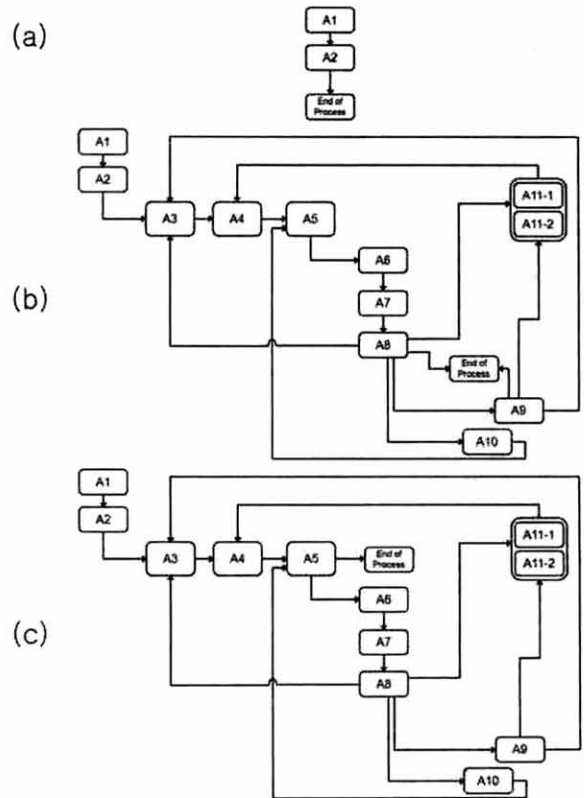 (a)
A1
A2
End of
Process
(b)
A1
A2
A3
A4
A5
A11-1
A11-2
A6
A7
A8
End of
Process
A9
A10
(c)
A1
A2
A3
A4
A5
End of
Process
A11-1
A11-2
A6
A7
A8
A9
A10